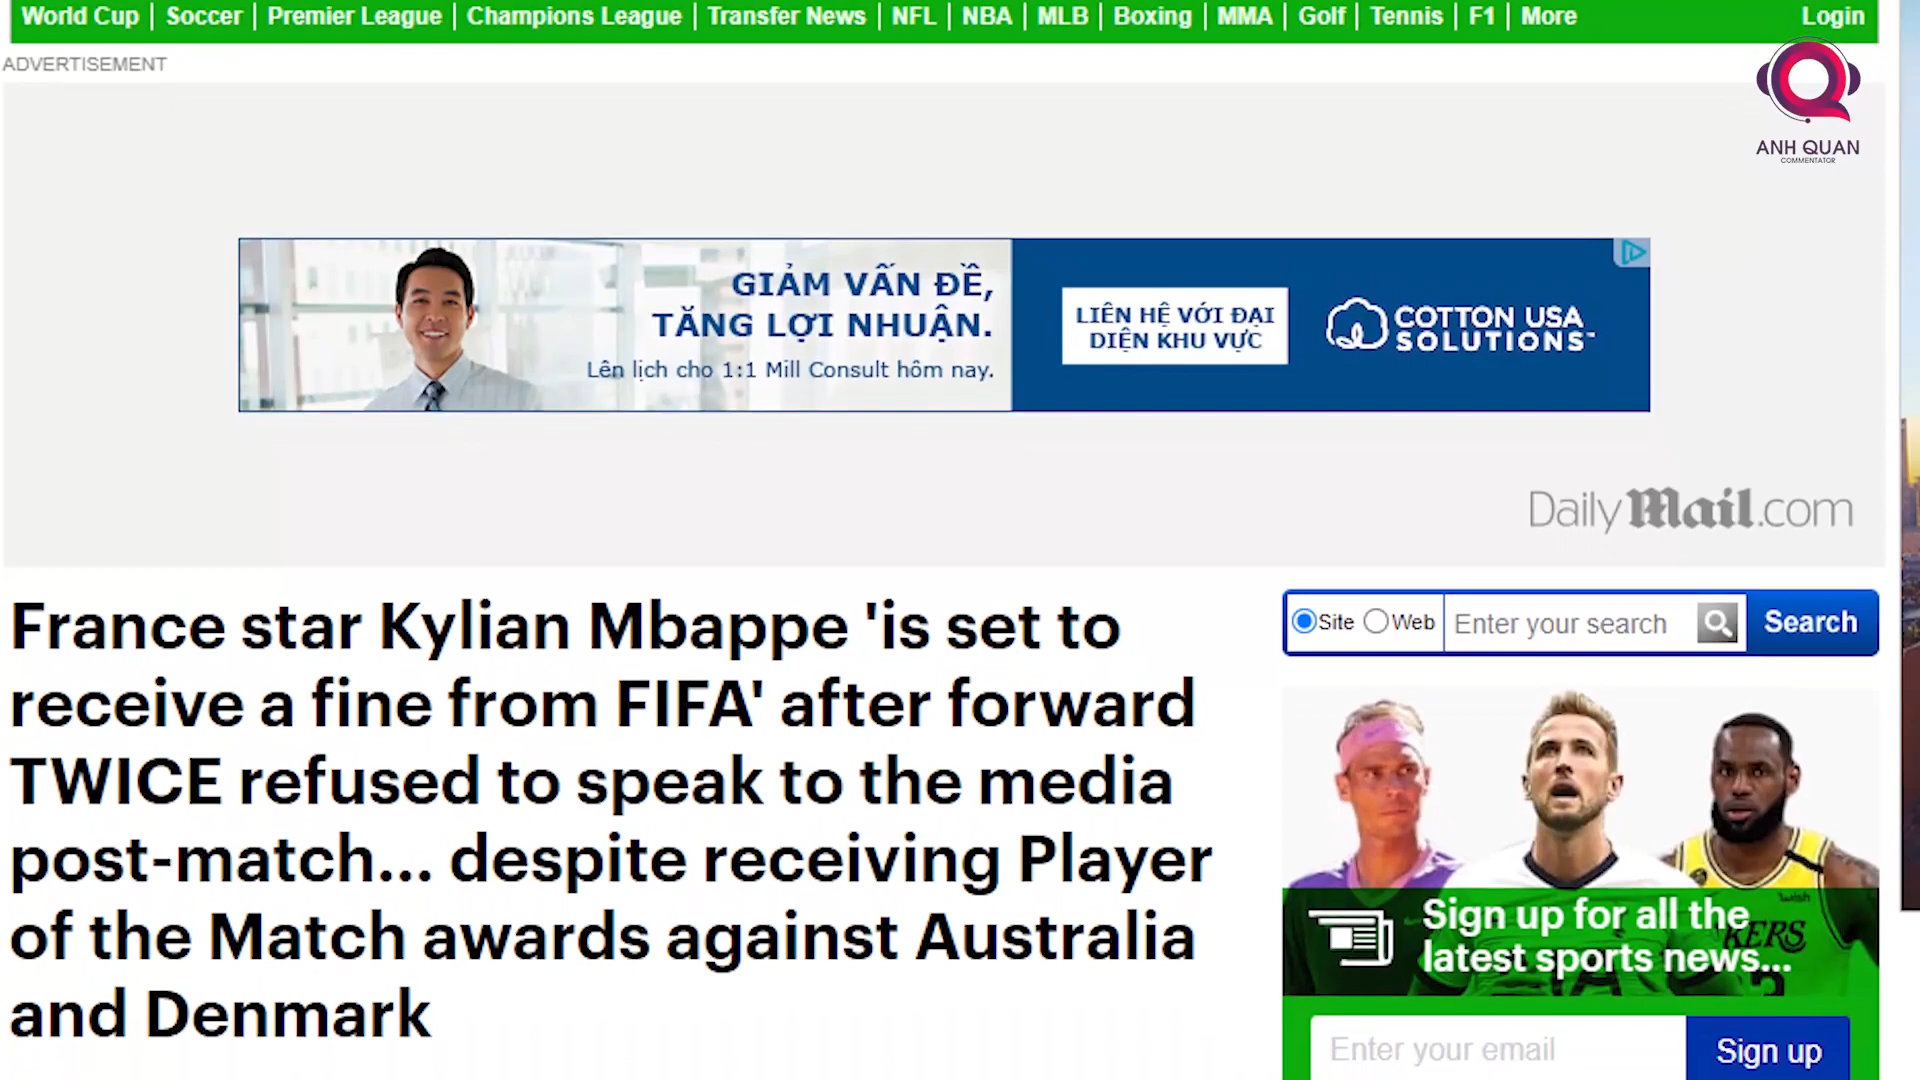 World Cup Soccer Premier League Champions League Transfer News NFL NBA MLB Boxing MMA Golf Tennis F1 More Login
ADVERTISEMENT
ANH QUAN
COMMENTATOR
GIẢM VẤN ĐỀ,
TĂNG LỢI NHUẬN.
Lên lịch cho 1:1 Mill Consult hôm nay.
LIÊN HỆ VỚI ĐẠI
DIỆN KHU VỰC
COTTON USA
SOLUTIONS™
DailyMail.com
France star Kylian Mbappe 'is set to
receive a fine from FIFA' after forward
TWICE refused to speak to the media
post-match... despite receiving Player
of the Match awards against Australia
and Denmark
Site Web Enter your search Search
wish
KERS
Sign up for all the
latest sports news...
Enter your email Sign up